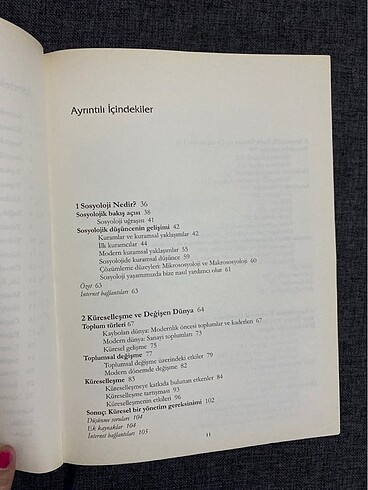 Ayrıntılı İçindekiler
1 Sosyoloji Nedir? 36
Sosyolojik bakış açısı 38
Sosyoloji uğraşısı 41
Sosyolojik düşüncenin gelişimi 42
Kuramlar ve kuramsal yaklaşımlar 42
İlk kuramcılar 44
Modern kuramsal yaklaşımlar 55
Sosyolojide kuramsal düşünce 59
Çözümleme düzeyleri: Mikrososyoloji ve Makrososyoloji 60
Sosyoloji yaşamımızda bize nasıl yardımcı olur 61
Özet 63
İnternet bağlantıları 63
2 Küreselleşme ve Değişen Dünya 64
Toplum türleri 67
Kaybolan dünya: Modernlik öncesi toplumlar ve kaderleri 67
Modern dünya: Sanayi toplumları 73
Küresel gelişme 75
Toplumsal değişme 77
Toplumsal değişme üzerindeki etkiler 79
Modern dönemde değişme 82
Küreselleşme 83
Küreselleşmeye katkıda bulunan etkenler 84
Küreselleşme tartışması 93
Küreselleşmenin etkileri 96
Sonuç: Küresel bir yönetim gereksinimi 102
Düşünme soruları 104
Ek kaynaklar 104
İnternet bağlantıları 105
11